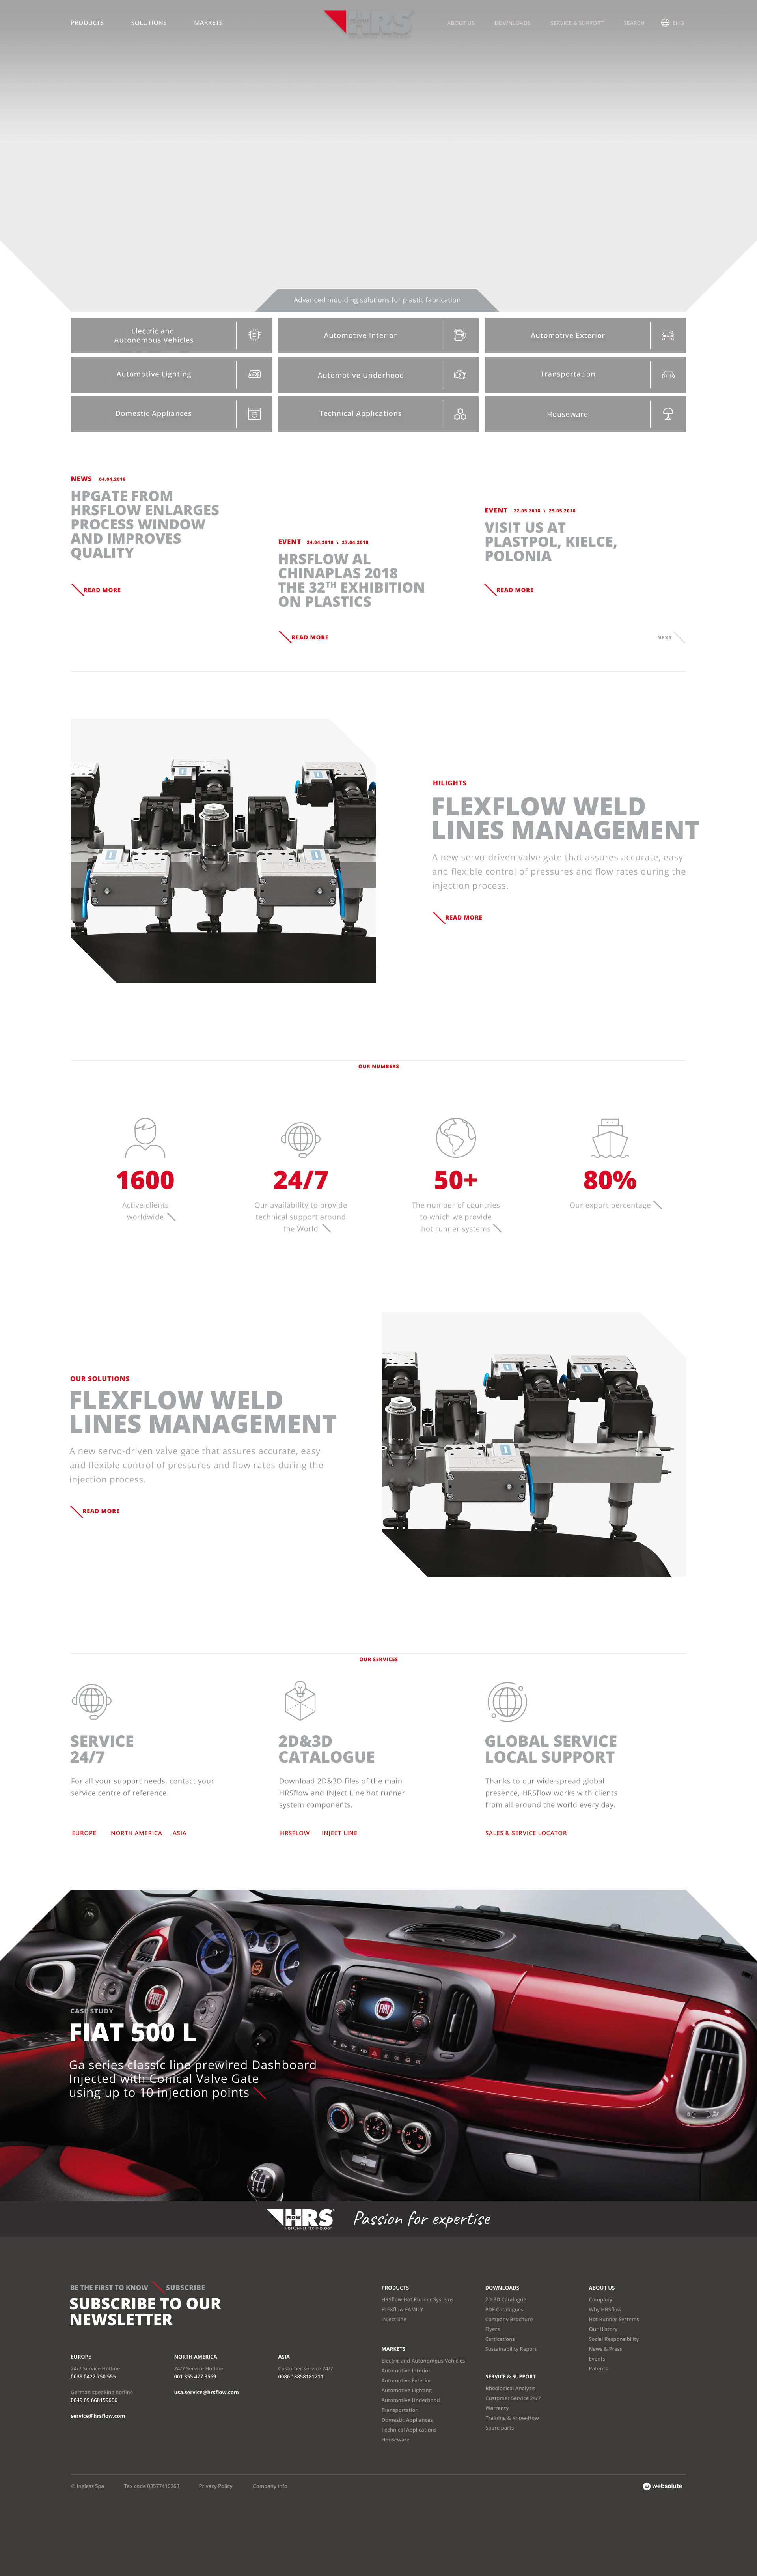 PRODUCTS SOLUTIONS MARKETS HRS ABOUT US DOWNLOADS SERVICE & SUPPORT SEARCH ENG
Advanced moulding solutions for plastic fabrication
Electric and
Autonomous Vehicles
Automotive Interior
Automotive Exterior
Automotive Lighting
Automotive Underhood
Transportation
Domestic Appliances
Technical Applications
Houseware
NEWS 04.04.2018
HPGATE FROM
HRSFLOW ENLARGES
PROCESS WINDOW
AND IMPROVES
QUALITY
READ MORE
EVENT 24.04.2018 \ 27.04.2018
HRSFLOW AL
CHINAPLAS 2018
THE 32TH EXHIBITION
ON PLASTICS
READ MORE
EVENT 22.05.2018 \ 25.05.2018
VISIT US AT
PLASTPOL, KIELCE,
POLONIA
READ MORE
NEXT
HILIGHTS
FLEXFLOW WELD
LINES MANAGEMENT
A new servo-driven valve gate that assures accurate, easy
and flexible control of pressures and flow rates during the
injection process.
READ MORE
OUR NUMBERS
1600
Active clients
worldwide
24/7
Our availability to provide
technical support around
the World
50+
The number of countries
to which we provide
hot runner systems
80%
Our export percentage
OUR SOLUTIONS
FLEXFLOW WELD
LINES MANAGEMENT
A new servo-driven valve gate that assures accurate, easy
and flexible control of pressures and flow rates during the
injection process.
READ MORE
OUR SERVICES
SERVICE
24/7
For all your support needs, contact your
service centre of reference.
EUROPE NORTH AMERICA ASIA
2D&3D
CATALOGUE
Download 2D&3D files of the main
HRSflow and INJect Line hot runner
system components.
HRSFLOW INJECT LINE
GLOBAL SERVICE
LOCAL SUPPORT
Thanks to our wide-spread global
presence, HRSflow works with clients
from all around the world every day.
SALES & SERVICE LOCATOR
CASE STUDY
FIAT 500 L
Ga series classic line prewired Dashboard
Injected with Conical Valve Gate
using up to 10 injection points
FIAT
FIAT
FLOW HRS
HOT RUNNER TECHNOLOGY
Passion for expertise
BE THE FIRST TO KNOW SUBSCRIBE
SUBSCRIBE TO OUR
NEWSLETTER
EUROPE
24/7 Service Hotline
0039 0422 750 555
German speaking hotline
0049 69 668159666
service@hrsflow.com
NORTH AMERICA
24/7 Service Hotline
001 855 477 3569
usa.service@hrsflow.com
ASIA
Customer service 24/7
0086 18858181211
PRODUCTS
HRSflow Hot Runner Systems
FLEXflow FAMILY
INject line
MARKETS
Electric and Autonomous Vehicles
Automotive Interior
Automotive Exterior
Automotive Lighting
Automotive Underhood
Transportation
Domestic Appliances
Technical Applications
Houseware
DOWNLOADS
2D-3D Catalogue
PDF Catalogues
Company Brochure
Flyers
Certications
Sustainability Report
SERVICE & SUPPORT
Rheological Analysis
Customer Service 24/7
Warranty
Training & Know-How
Spare parts
ABOUT US
Company
Why HRSflow
Hot Runner Systems
Our History
Social Responsibility
News & Press
Events
Patents
© Inglass Spa Tax code 03577410263 Privacy Policy Company info
websolute